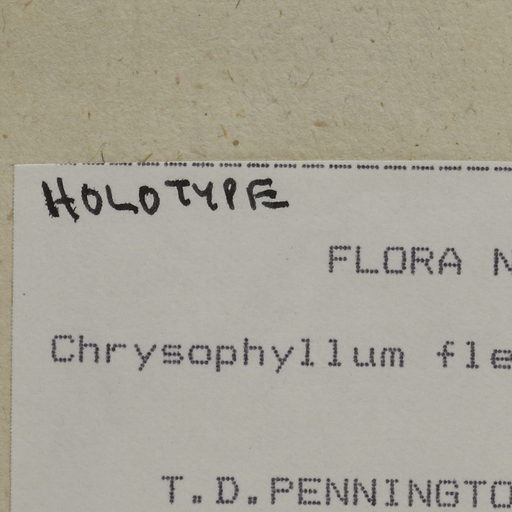 HOLOTYPE
FLORA N
Chrysophyllum fle
T.D.PENNINGTO